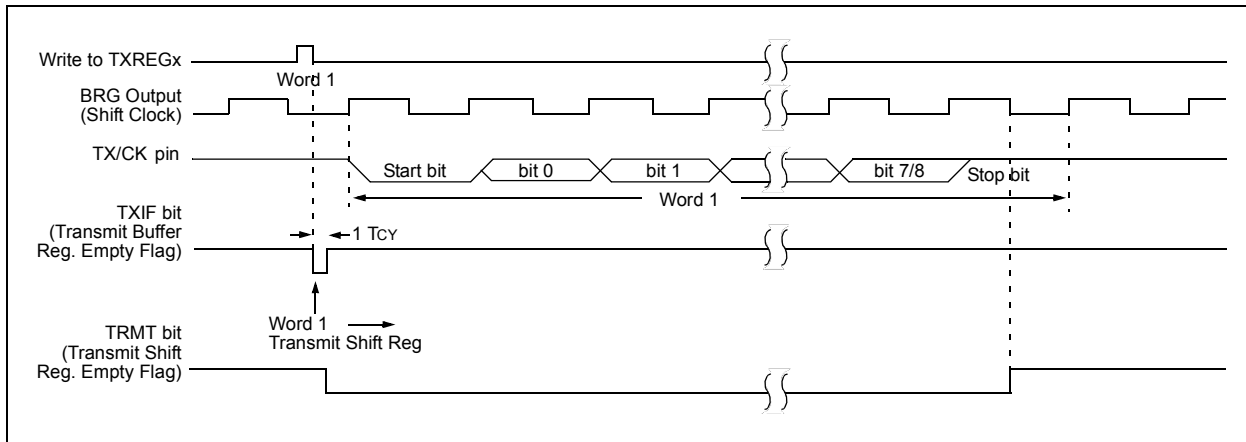 Write to TXREGx
Word 1
BRG Output
(Shift Clock)
TX/CK pin
Start bit
bit 0
bit 1
bit 7/8
Stop bit
Word 1
TXIF bit
(Transmit Buffer
Reg. Empty Flag)
1 TCY
Word 1
Transmit Shift Reg
TRMT bit
(Transmit Shift
Reg. Empty Flag)